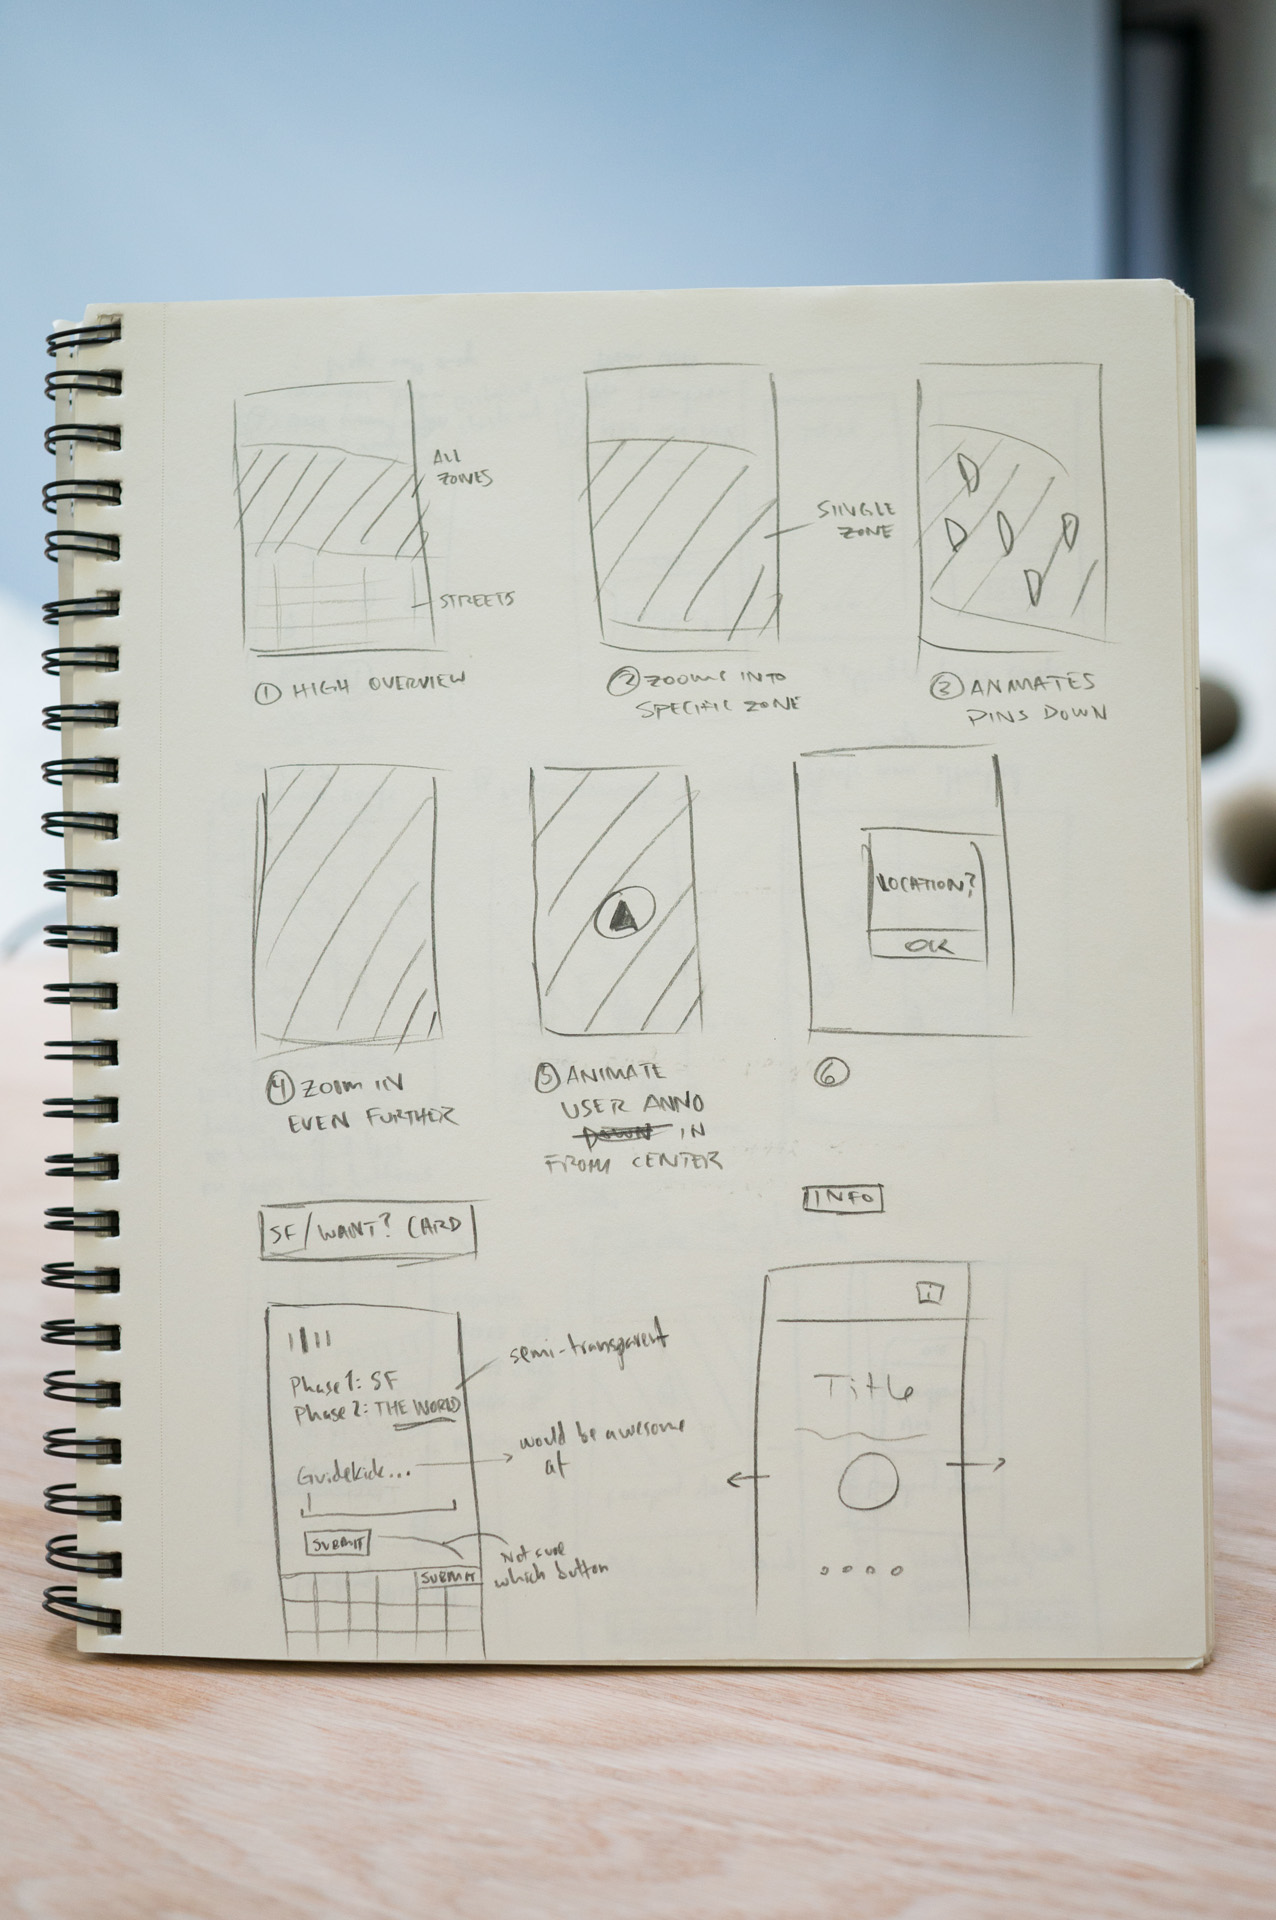 ALL
ZONES
STREETS
① HIGH OVERVIEW
SINGLE
ZONE
② ZOOMS INTO
SPECIFIC ZONE
③ ANIMATES
PINS DOWN
④ ZOOM IN
EVEN FURTHER
⑤ ANIMATE
USER ANNO
DOWN IN
FROM CENTER
LOCATION?
OK
⑥
SF/WANT? CARD
Phase 1: SF
Phase 2: THE WORLD
Guidekick...
SUBMIT
SUBMIT
semi-transparent
would be awesome
at
Not sure
which button
INFO
i
Title